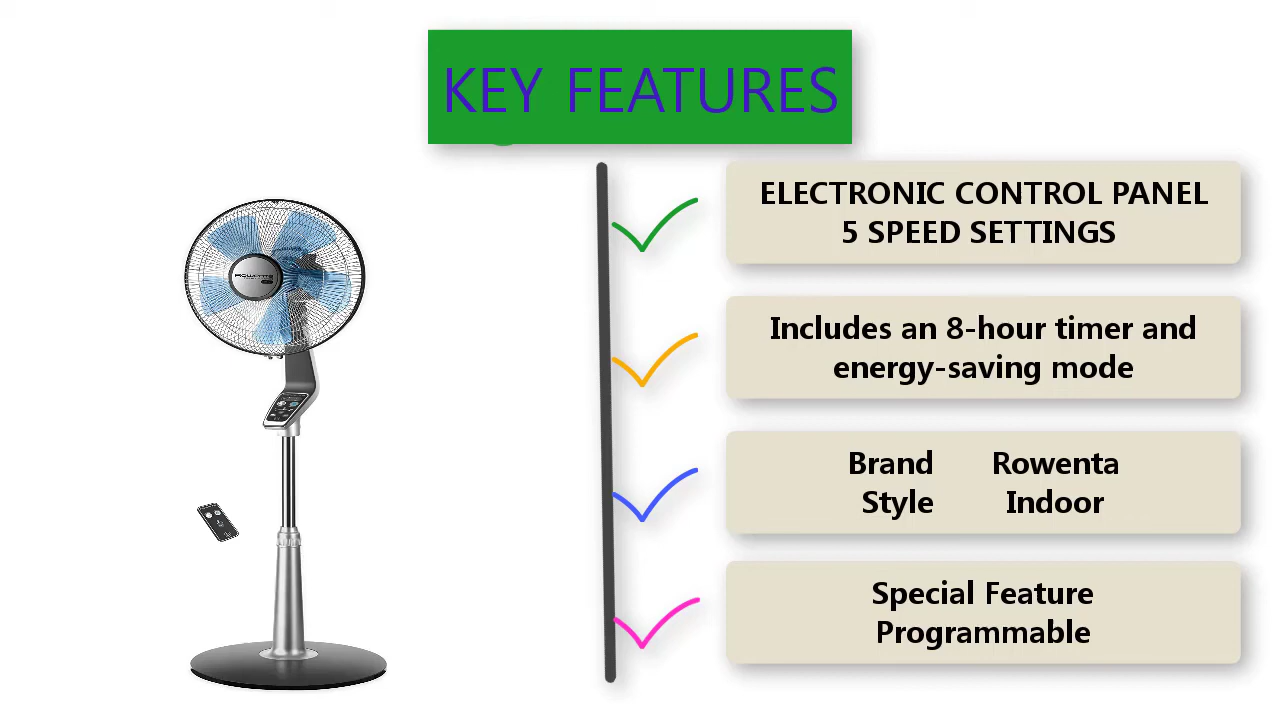 KEY FEATURES
ELECTRONIC CONTROL PANEL
5 SPEED SETTINGS
Includes an 8-hour timer and
energy-saving mode
Brand Rowenta
Style Indoor
Special Feature
Programmable
ROWENTA